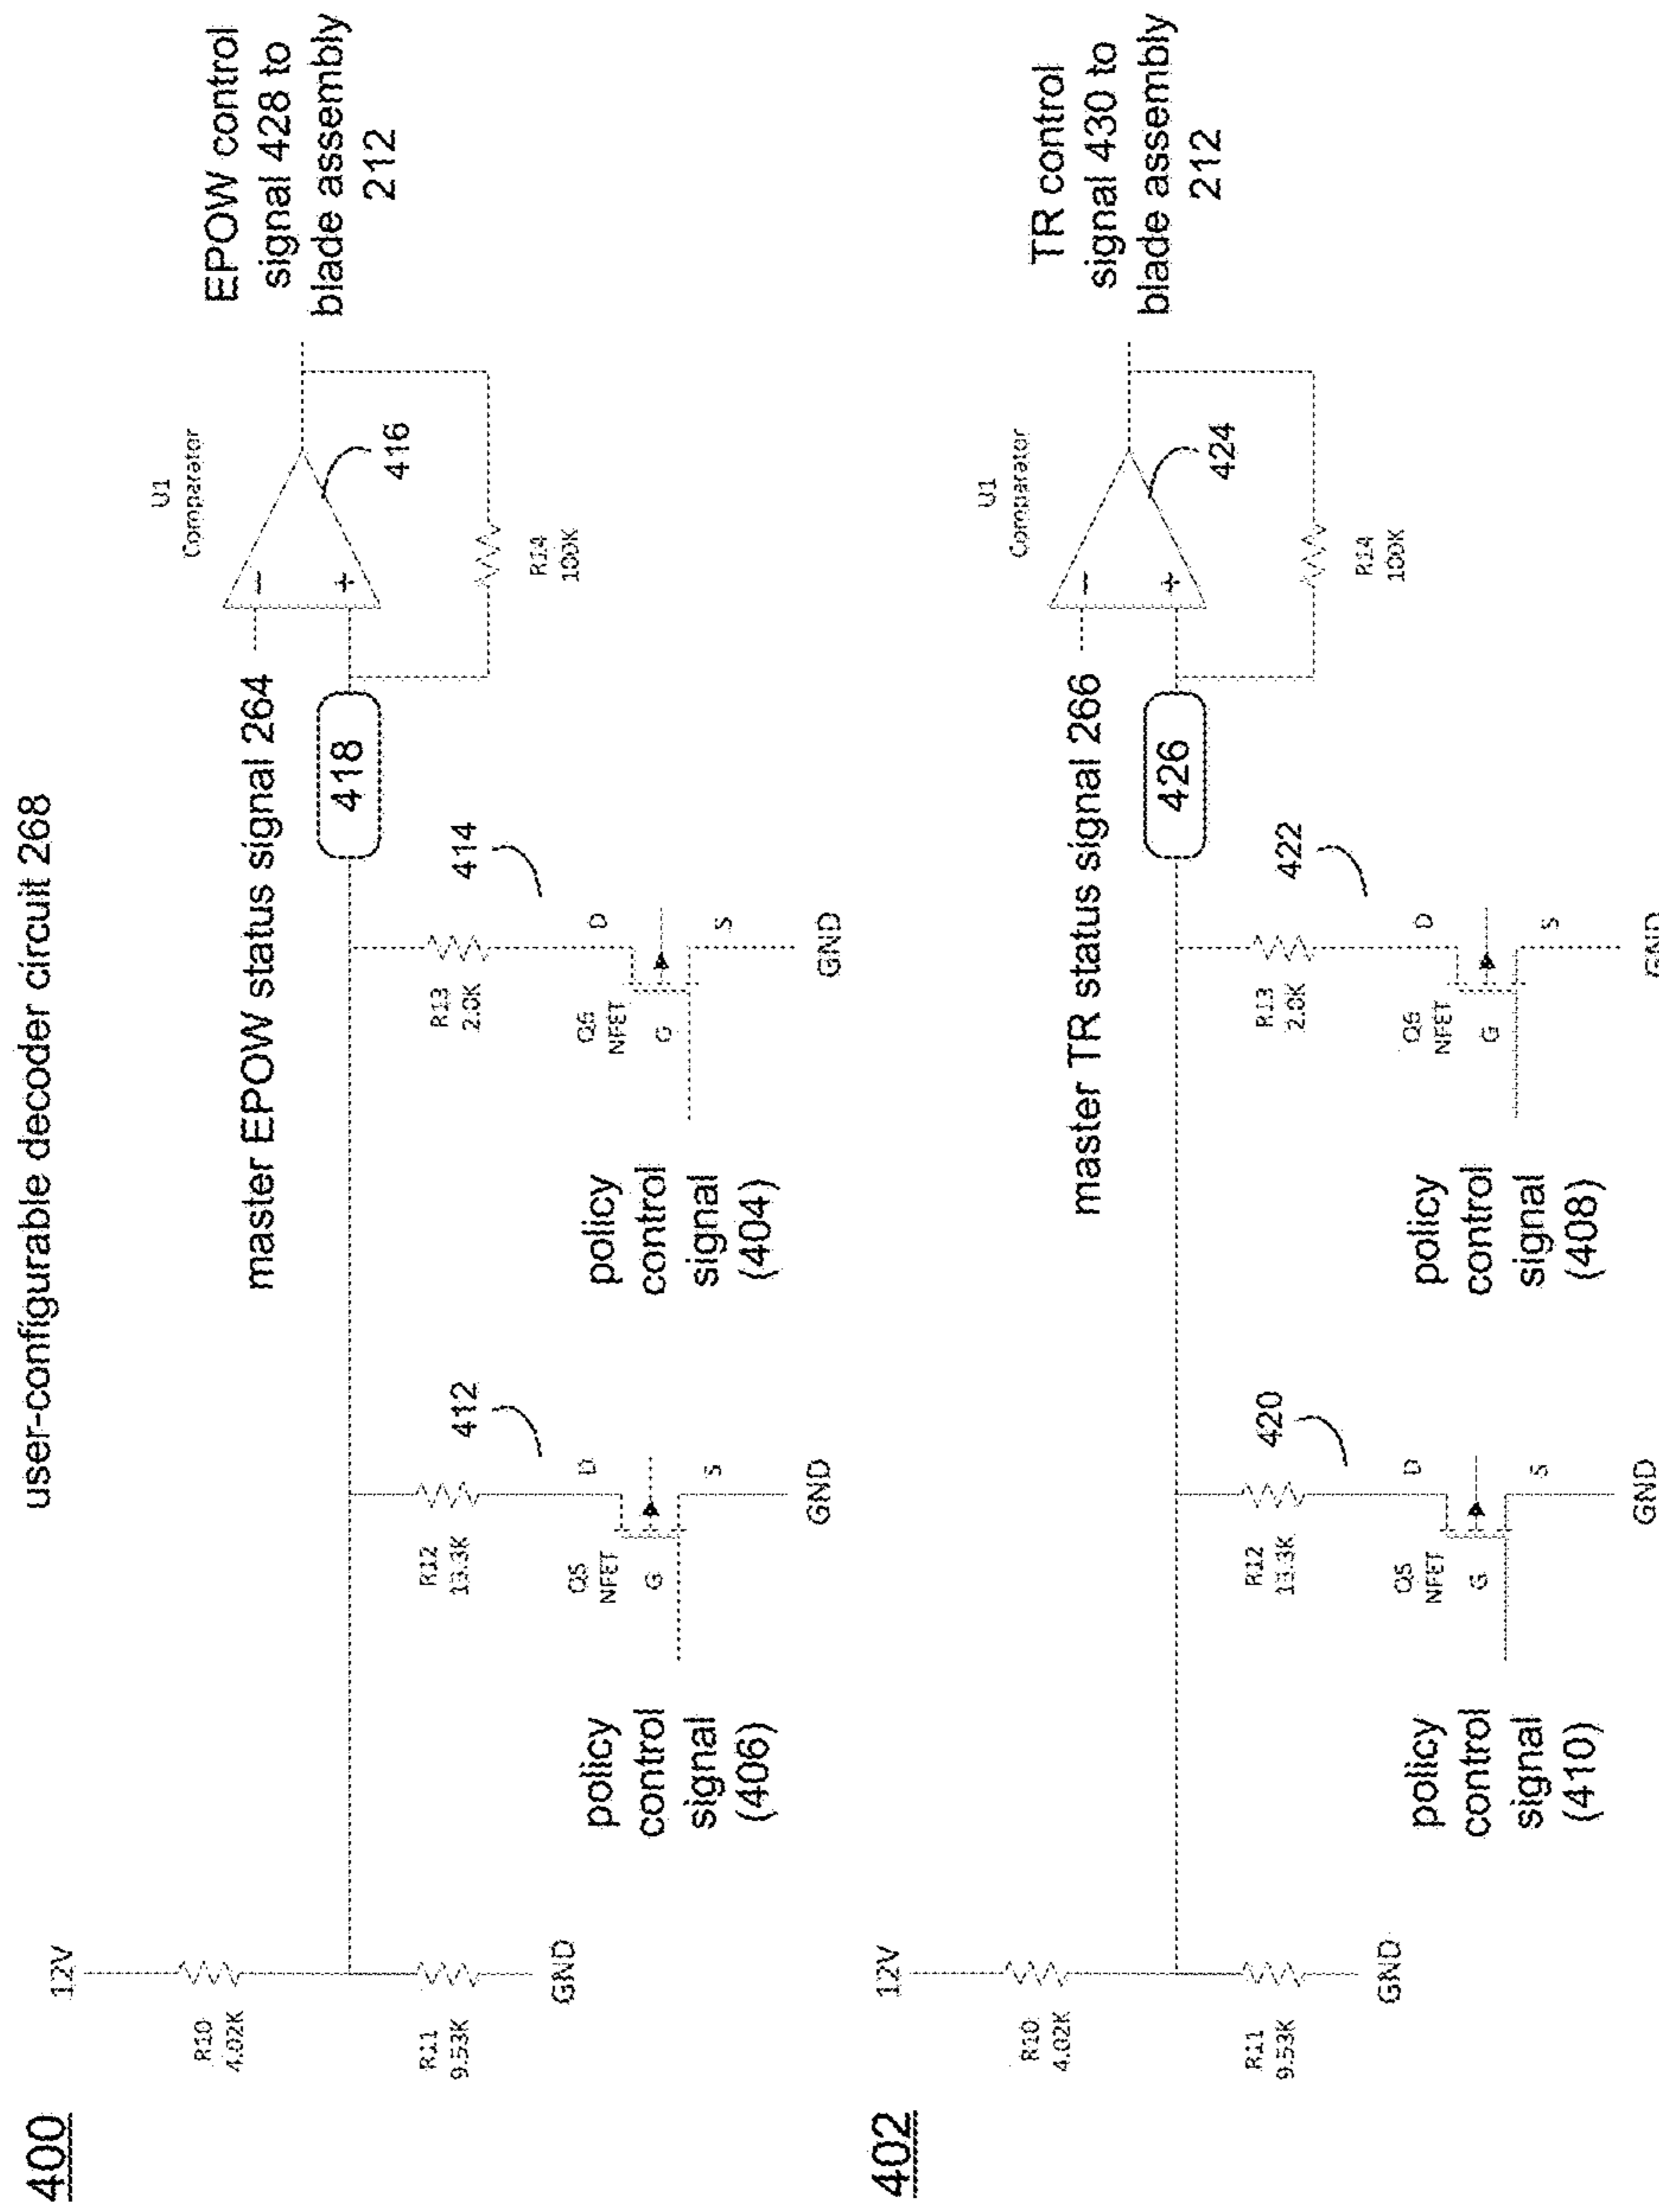 user-configurable decoder circuit 268
400
12V
R10
4.02K
R11
9.53K
GND
policy
control
signal
(406)
R12
13.3K
Q5
NFET
D
G
S
GND
412
policy
control
signal
(404)
R13
2.0K
Q6
NFET
D
G
S
GND
414
master EPOW status signal 264
418
U1
Comparator
−
+
416
R14
100K
EPOW control
signal 428 to
blade assembly
212
402
12V
R10
4.02K
R11
9.53K
GND
policy
control
signal
(410)
R12
13.3K
Q5
NFET
D
G
S
GND
420
policy
control
signal
(408)
R13
2.0K
Q6
NFET
D
G
S
GND
422
master TR status signal 266
426
U1
Comparator
−
+
424
R14
100K
TR control
signal 430 to
blade assembly
212